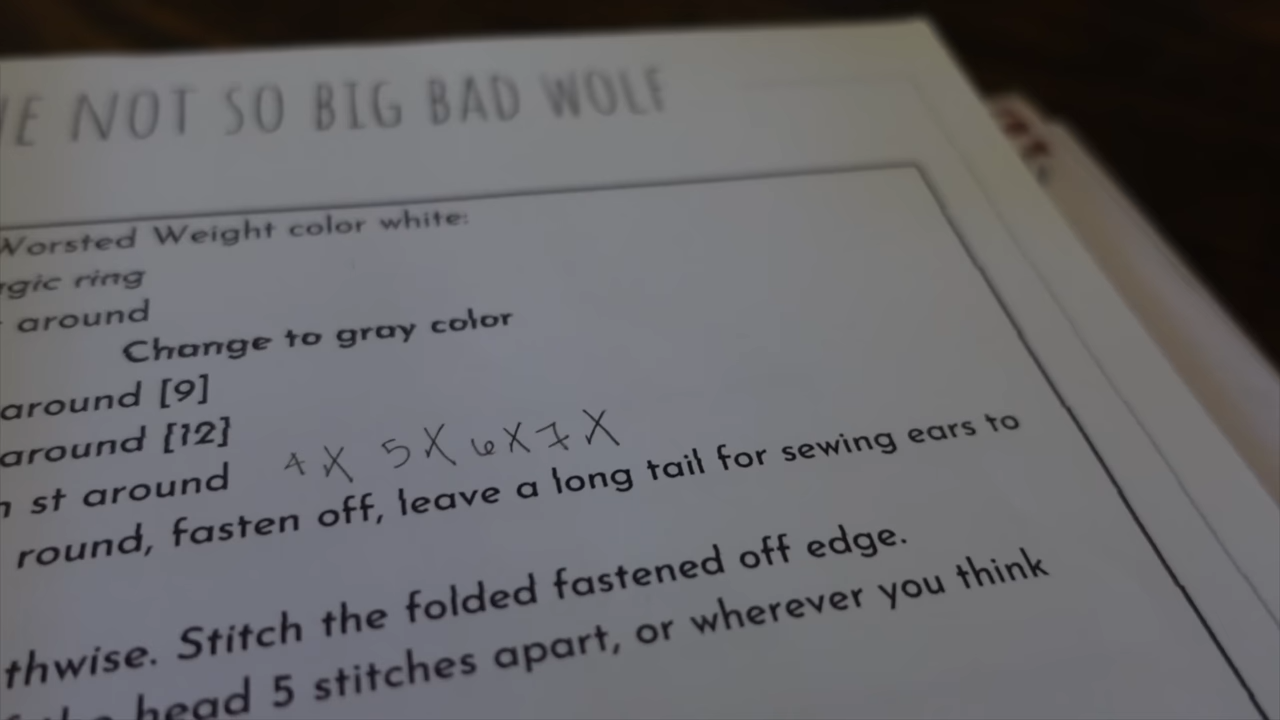 NOT SO BIG BAD WOLF
Worsted Weight color white:
ring
around
Change to gray color
around [9]
around [12]
st around 4X 5X 6X 7X
round, fasten off, leave a long tail for sewing ears to
thwise. Stitch the folded fastened off edge.
head 5 stitches apart, or wherever you think